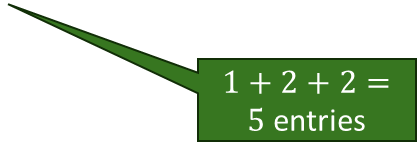 1 + 2 + 2 =
5 entries